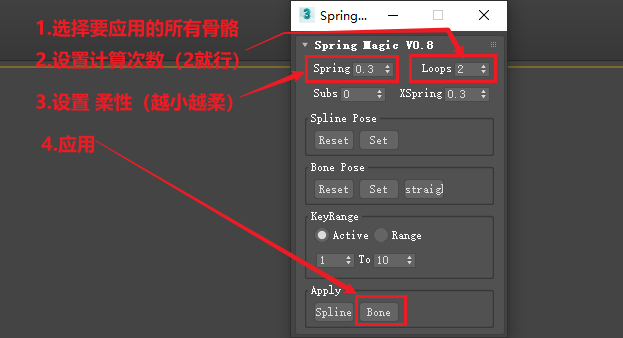 1.选择要应用的所有骨骼
2.设置计算次数（2就行）
3.设置 柔性（越小越柔）
4.应用
3 Spring...
Spring Magic V0.8
Spring 0.3 Loops 2
Subs 0 XSpring 0.3
Spline Pose
Reset Set
Bone Pose
Reset Set straig
KeyRange
Active Range
1 To 10
Apply
Spline Bone